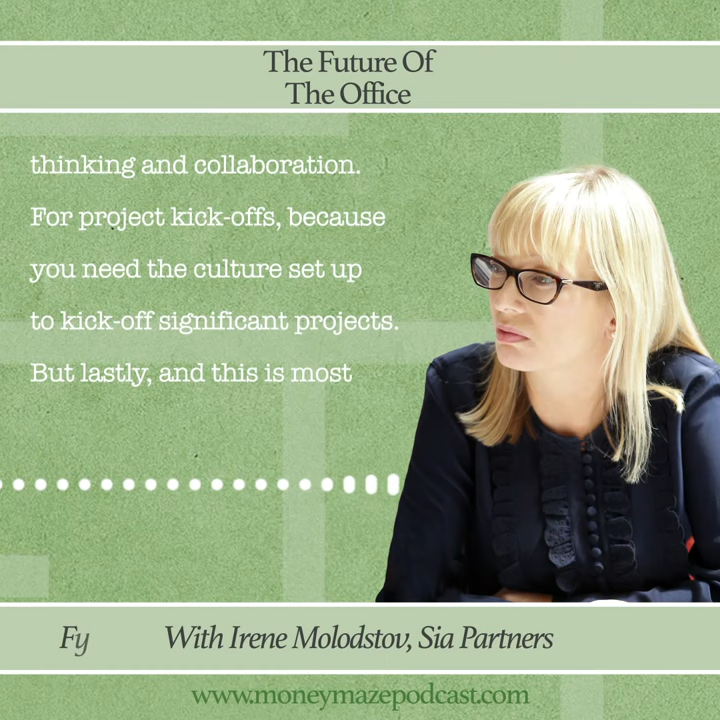 The Future Of
The Office
thinking and collaboration.
For project kick-offs, because
you need the culture set up
to kick-off significant projects.
But lastly, and this is most
Fy
With Irene Molodstov, Sia Partners
www.moneymazepodcast.com